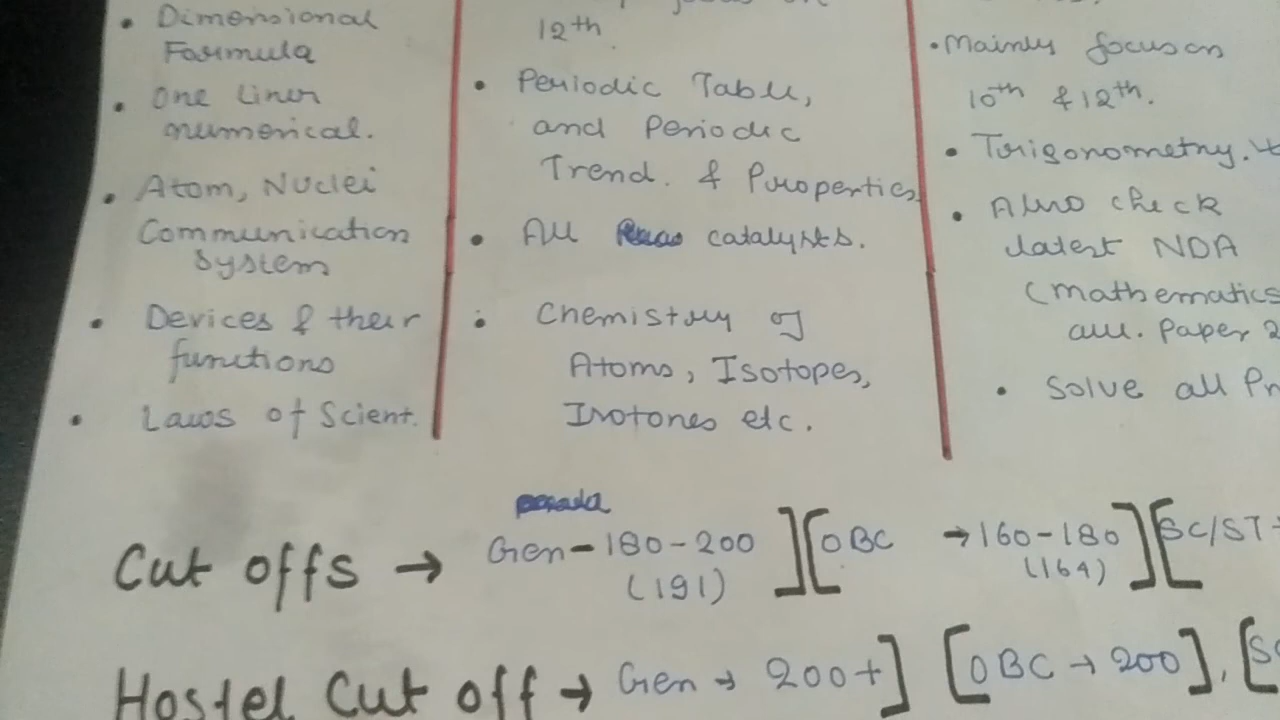 • Dimensional
Formula
• One Liner
numerical.
• Atom, Nuclei
Communication
System
• Devices & their
functions
• Laws of Scient.
12th.
• Periodic Table,
and Periodic
Trend. & Properties
• All catalysts.
• Chemistry of
Atoms, Isotopes,
Isotones etc.
• Mainly focus on
10th & 12th.
• Trigonometry.
• Also check
latest NDA
(mathematics
all. Paper 2
• Solve all Pr
Cut offs → Gen - 180-200 ] [ OBC → 160-180 ] [ SC/ST -
(191) (164)
Hostel Cut off → Gen → 200+] [OBC → 200], [SC